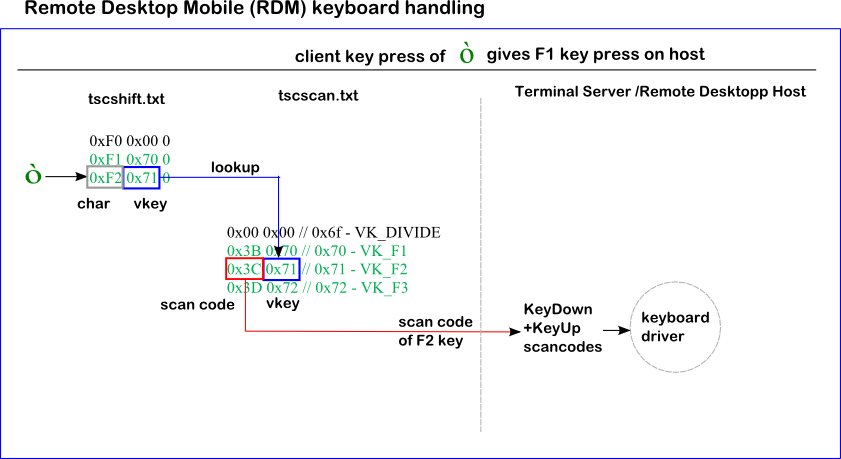 Remote Desktop Mobile (RDM) keyboard handling
client key press of ò gives F1 key press on host
tscshift.txt
tscscan.txt
Terminal Server /Remote Desktopp Host
0xF0 0x00 0
0xF1 0x70 0
ò 0xF2 0x71 0
lookup
char vkey
0x00 0x00 // 0x6f - VK_DIVIDE
0x3B 0x70 // 0x70 - VK_F1
0x3C 0x71 // 0x71 - VK_F2
0x3D 0x72 // 0x72 - VK_F3
scan code vkey
scan code
of F2 key
KeyDown
+KeyUp
scancodes
keyboard
driver